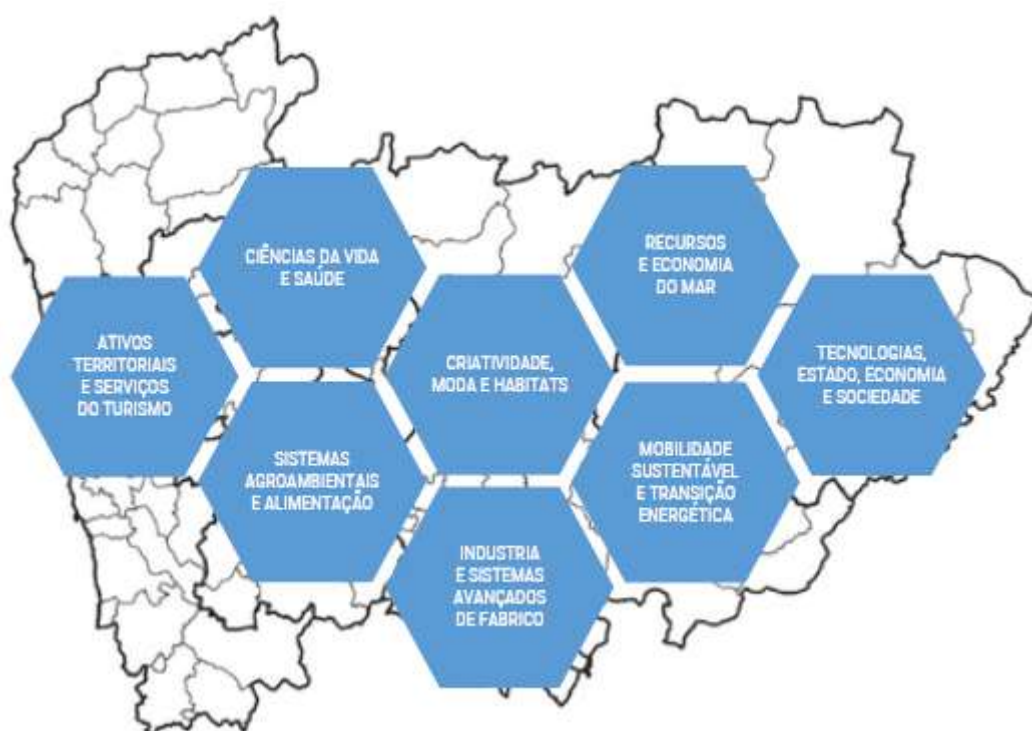 CIÊNCIAS DA VIDA
E SAÚDE
RECURSOS
E ECONOMIA
DO MAR
ATIVOS
TERRITORIAIS
E SERVIÇOS
DO TURISMO
CRIATIVIDADE,
MODA E HABITATS
TECNOLOGIAS,
ESTADO, ECONOMIA
E SOCIEDADE
SISTEMAS
AGROAMBIENTAIS
E ALIMENTAÇÃO
MOBILIDADE
SUSTENTÁVEL
E TRANSIÇÃO
ENERGÉTICA
INDUSTRIA
E SISTEMAS
AVANÇADOS
DE FABRICO